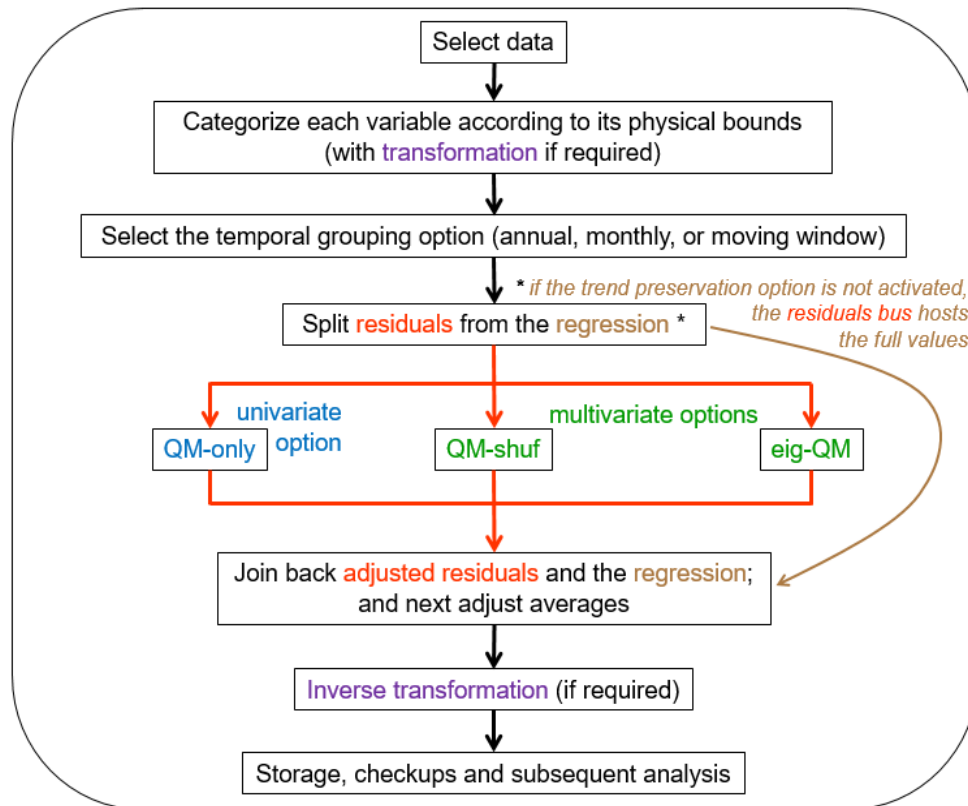 Select data
Categorize each variable according to its physical bounds
(with transformation if required)
Select the temporal grouping option (annual, monthly, or moving window)
* if the trend preservation option is not activated,
the residuals bus hosts
the full values
Split residuals from the regression *
univariate
option
multivariate options
QM-only
QM-shuf
eig-QM
Join back adjusted residuals and the regression;
and next adjust averages
Inverse transformation (if required)
Storage, checkups and subsequent analysis